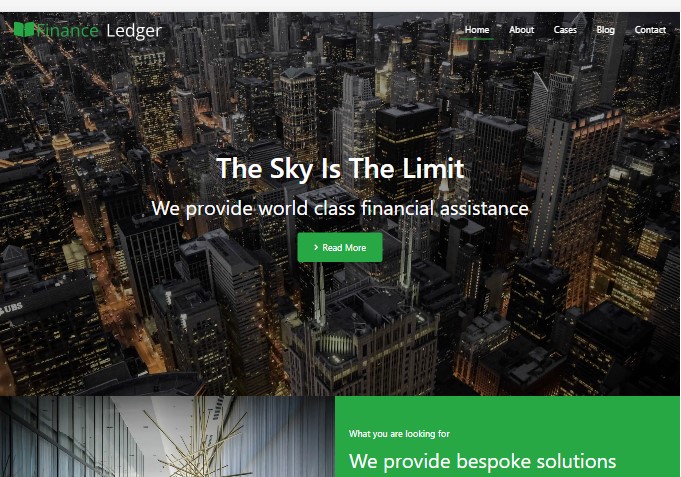 Finance Ledger
Home About Cases Blog Contact
The Sky Is The Limit
We provide world class financial assistance
Read More
UBS
What you are looking for
We provide bespoke solutions